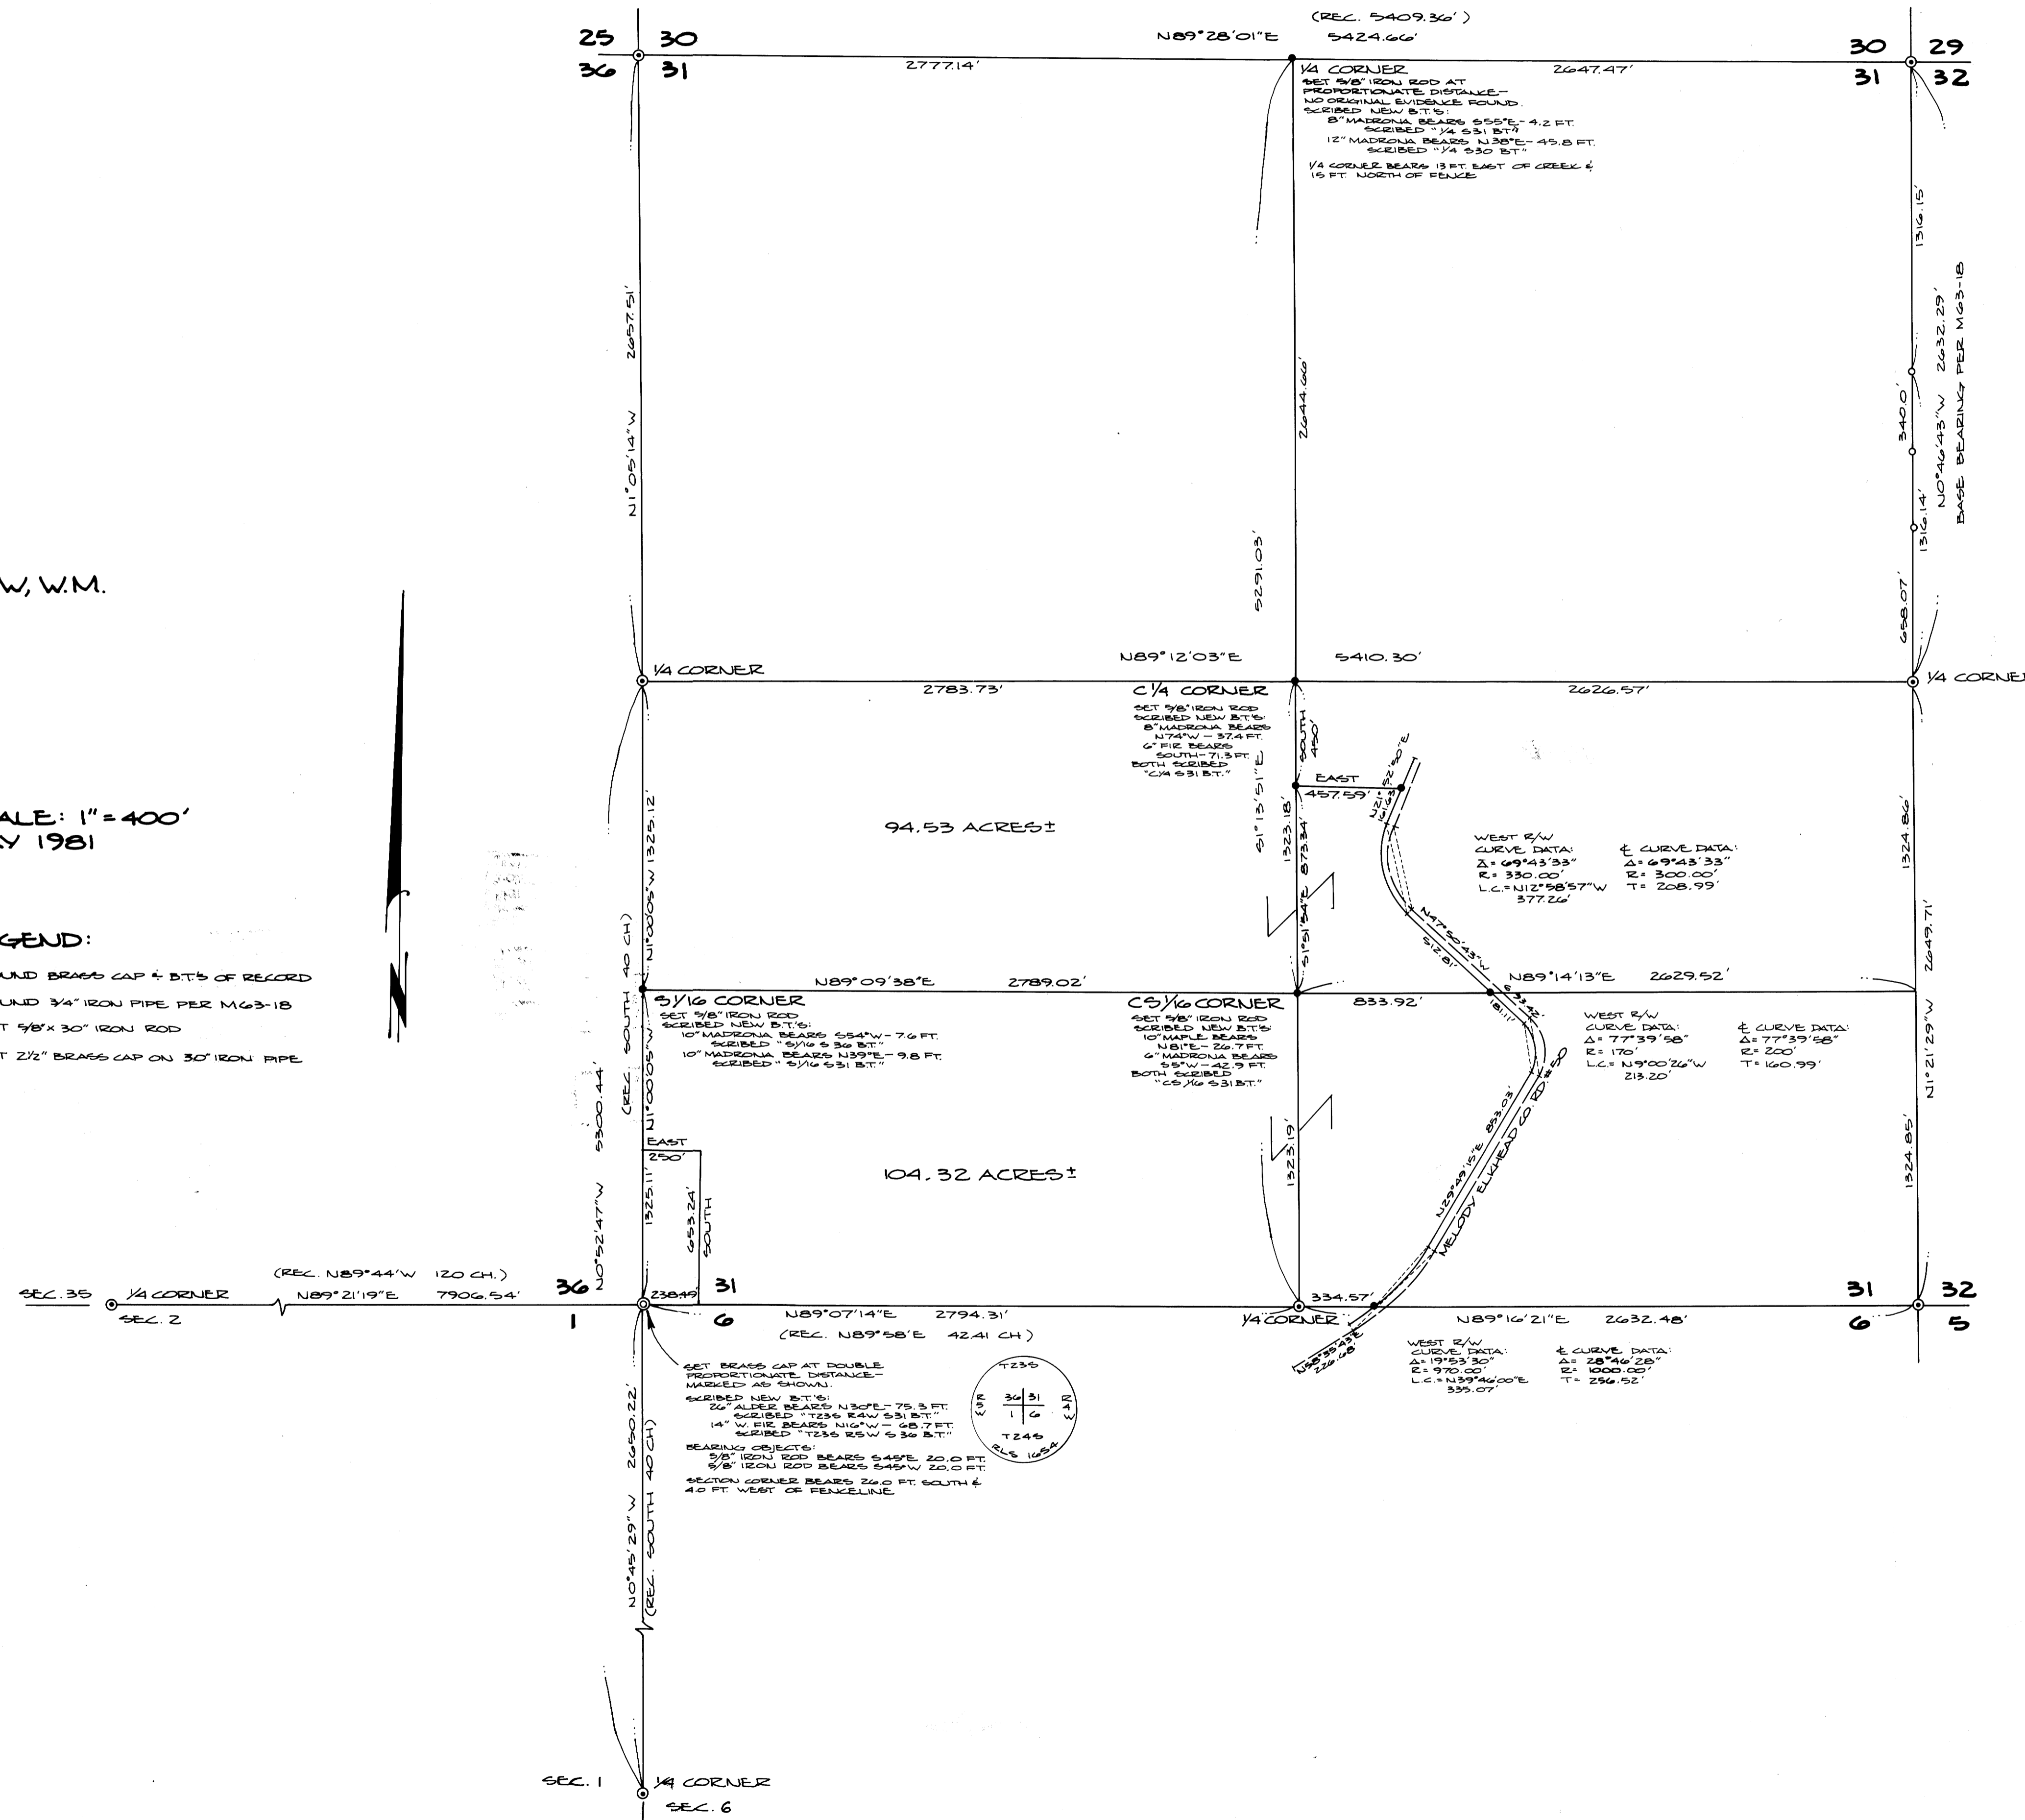 (REC. 5409.36')
N89°28'01"E 5424.66'
25 30
36 31
30 29
31 32
2777.14'
2647.47'
1/4 CORNER
SET 5/8" IRON ROD AT
PROPORTIONATE DISTANCE-
NO ORIGINAL EVIDENCE FOUND.
SCRIBED NEW B.T.'S:
8" MADRONA BEARS S55°E- 4.2 FT.
SCRIBED "1/4 S31 BT"
12" MADRONA BEARS N38°E- 45.8 FT.
SCRIBED "1/4 S30 BT"
1/4 CORNER BEARS 13 FT. EAST OF CREEK &
15 FT. NORTH OF FENCE
N1°05'14"W 2657.51'
2644.66'
5291.03'
S1°13'51"E
1316.15'
340.0'
1316.14'
658.07'
N0°46'43"W 2632.29'
BASE BEARING PER M63-18
W, W.M.
ALE: 1"=400'
Y 1981
GEND:
UND BRASS CAP & B.T.'S OF RECORD
UND 3/4" IRON PIPE PER M63-18
T 5/8" X 30" IRON ROD
T 2 1/2" BRASS CAP ON 30" IRON PIPE
N
1/4 CORNER
N89°12'03"E 5410.30'
2783.73'
2626.57'
1/4 CORNE
C 1/4 CORNER
SET 5/8" IRON ROD
SCRIBED NEW B.T.'S:
8" MADRONA BEARS
N74°W - 37.4 FT.
6" FIR BEARS
SOUTH-71.3 FT.
BOTH SCRIBED
"C1/4 S31 B.T."
SOUTH
450'
EAST
457.59'
N21°52'50"E
161.63'
1323.18'
S1°51'34"E 873.34'
94.53 ACRES±
WEST R/W
CURVE DATA:
Δ= 69°43'33"
R= 330.00'
L.C.= N12°58'57"W
377.26'
℄ CURVE DATA:
Δ= 69°43'33"
R= 300.00'
T= 208.99'
N47°50'43"W
512.81'
N1°00'05"W 1325.12'
(REC. SOUTH 40 CH)
1324.86'
2649.71'
N1°21'29"W
N89°09'38"E 2789.02'
N89°14'13"E 2629.52'
833.92'
181.11'
S1/16 CORNER
SET 5/8" IRON ROD
SCRIBED NEW B.T.'S:
10" MADRONA BEARS S54°W- 7.6 FT.
SCRIBED "S1/16 S 36 B.T."
10" MADRONA BEARS N39°E- 9.8 FT.
SCRIBED "S1/16 S31 B.T."
CS 1/16 CORNER
SET 5/8" IRON ROD
SCRIBED NEW B.T.'S:
10" MAPLE BEARS
N81°E- 26.7 FT.
6" MADRONA BEARS
S5°W-42.9 FT.
BOTH SCRIBED
"CS 1/16 S31 B.T."
WEST R/W
CURVE DATA:
Δ= 77°39'58"
R= 170'
L.C.= N9°00'26"W
213.20'
℄ CURVE DATA:
Δ= 77°39'58"
R= 200'
T= 160.99'
N29°49'15"E 853.03'
MELODY ELKHEAD CO. RD. # 50
N1°00'05"W
1325.11'
N0°52'47"W 5300.44'
EAST
250'
653.24'
SOUTH
104.32 ACRES±
1323.19'
1324.85'
SEC. 35
1/4 CORNER
SEC. 2
(REC. N89°44'W 120 CH.)
N89°21'19"E 7906.54'
36 31
1 6
238.49'
N89°07'14"E 2794.31'
(REC. N89°58'E 42.41 CH)
1/4 CORNER
334.57'
N58°35'43"E
226.68'
N89°16'21"E 2632.48'
31 32
6 5
WEST R/W
CURVE DATA:
Δ= 19°53'30"
R= 970.00'
L.C.= N39°46'00"E
335.07'
℄ CURVE DATA:
Δ= 28°46'28"
R= 1000.00'
T= 256.52'
SET BRASS CAP AT DOUBLE
PROPORTIONATE DISTANCE-
MARKED AS SHOWN.
SCRIBED NEW B.T.'S:
26" ALDER BEARS N30°E- 75.3 FT.
SCRIBED "T23S R4W S31 B.T."
14" W. FIR BEARS N16°W- 68.7 FT.
SCRIBED "T23S R5W S 36 B.T."
BEARING OBJECTS:
5/8" IRON ROD BEARS S45°E 20.0 FT.
5/8" IRON ROD BEARS S45°W 20.0 FT.
SECTION CORNER BEARS 26.0 FT. SOUTH &
4.0 FT. WEST OF FENCELINE
T23S
R5W
36 31
1 6
R4W
T24S
RLS 1654
N0°45'29"W 2650.22'
(REC. SOUTH 40 CH)
SEC. 1
1/4 CORNER
SEC. 6